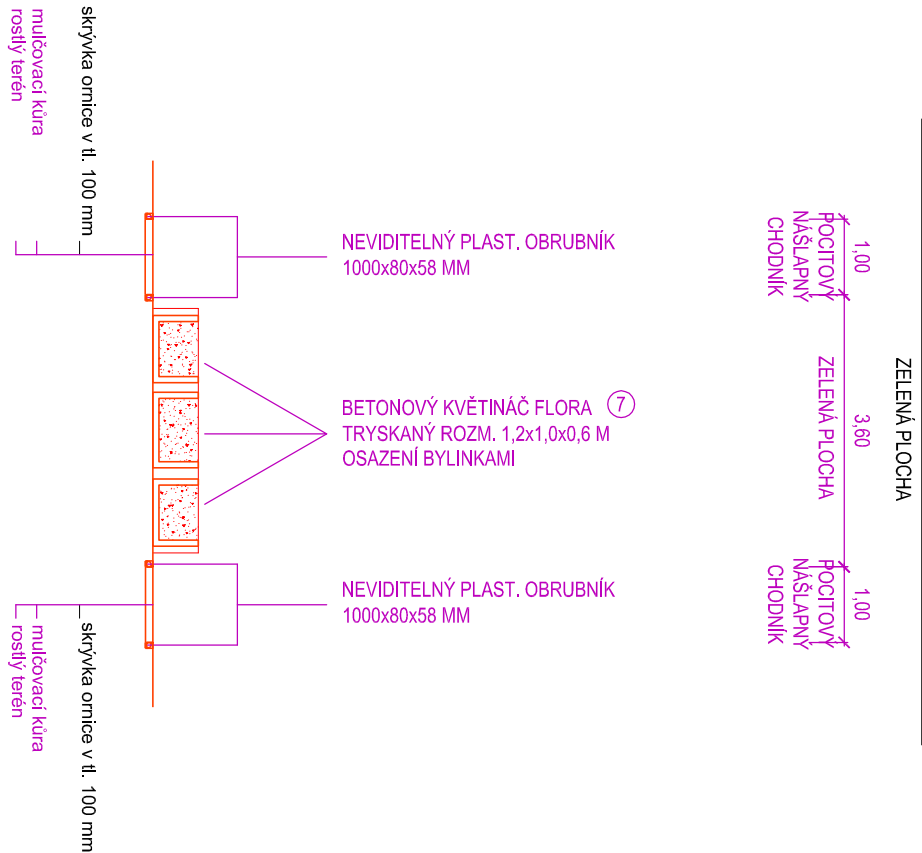 ZELENÁ PLOCHA
1,00
POCITOVÝ
NÁŠLAPNÝ
CHODNÍK
3,60
ZELENÁ PLOCHA
1,00
POCITOVÝ
NÁŠLAPNÝ
CHODNÍK
NEVIDITELNÝ PLAST. OBRUBNÍK
1000x80x58 MM
BETONOVÝ KVĚTINÁČ FLORA 7
TRYSKANÝ ROZM. 1,2x1,0x0,6 M
OSAZENÍ BYLINKAMI
NEVIDITELNÝ PLAST. OBRUBNÍK
1000x80x58 MM
skrývka ornice v tl. 100 mm
mulčovací kůra
rostlý terén
skrývka ornice v tl. 100 mm
mulčovací kůra
rostlý terén